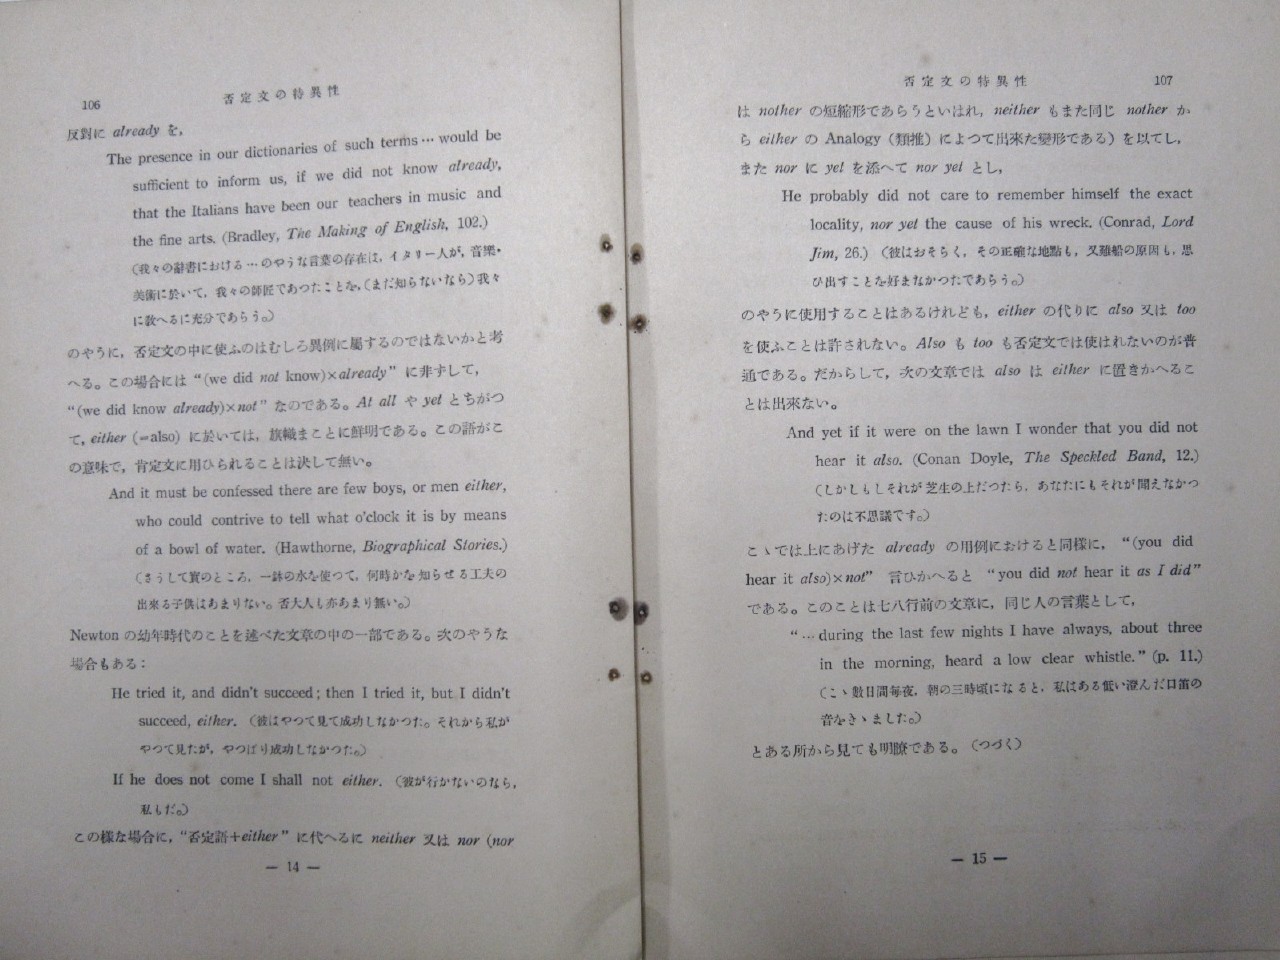 106
否定文の特異性
反對に already を，
The presence in our dictionaries of such terms … would be
sufficient to inform us, if we did not know already,
that the Italians have been our teachers in music and
the fine arts. (Bradley, The Making of English, 102.)
（我々の辭書における … のやうな言葉の存在は，イタリー人が，音樂・
美術に於いて，我々の師匠であつたことを，（まだ知らないなら）我々
に敎へるに充分であらう。）
のやうに，否定文の中に使ふのはむしろ異例に屬するのではないかと考
へる。この場合には “(we did not know)×already” に非ずして，
“(we did know already)×not” なのである。At all や yet とちがつ
て，either (=also) に於いては，旗幟まことに鮮明である。この語がこ
の意味で，肯定文に用ひられることは決して無い。
And it must be confessed there are few boys, or men either,
who could contrive to tell what o'clock it is by means
of a bowl of water. (Hawthorne, Biographical Stories.)
（さうして實のところ，一鉢の水を使つて，何時かを知らせる工夫の
出來る子供はあまりない。否大人も亦あまり無い。）
Newton の幼年時代のことを述べた文章の中の一部である。次のやうな
場合もある：
He tried it, and didn't succeed; then I tried it, but I didn't
succeed, either. （彼はやつて見て成功しなかつた。それから私が
やつて見たが，やつぱり成功しなかつた。）
If he does not come I shall not either. （彼が行かないのなら，
私もだ。）
この様な場合に，“否定語+either” に代へるに neither 又は nor (nor
— 14 —
否定文の特異性
107
は nother の短縮形であらうといはれ，neither もまた同じ nother か
ら either の Analogy（類推）によつて出來た變形である）を以てし，
また nor に yet を添へて nor yet とし，
He probably did not care to remember himself the exact
locality, nor yet the cause of his wreck. (Conrad, Lord
Jim, 26.) （彼はおそらく，その正確な地點も，又難船の原因も，思
ひ出すことを好まなかつたであらう。）
のやうに使用することはあるけれども，either の代りに also 又は too
を使ふことは許されない。Also も too も否定文では使はれないのが普
通である。だからして，次の文章では also は either に置きかへるこ
とは出來ない。
And yet if it were on the lawn I wonder that you did not
hear it also. (Conan Doyle, The Speckled Band, 12.)
（しかしもしそれが芝生の上だつたら，あなたにもそれが聞えなかつ
たのは不思議です。）
こゝでは上にあげた already の用例におけると同様に，“(you did
hear it also)×not” 言ひかへると “you did not hear it as I did”
である。このことは七八行前の文章に，同じ人の言葉として，
“… during the last few nights I have always, about three
in the morning, heard a low clear whistle.” (p. 11.)
（こゝ數日間每夜，朝の三時頃になると，私はある低い澄んだ口笛の
音をきゝました。）
とある所から見ても明瞭である。（つづく）
— 15 —